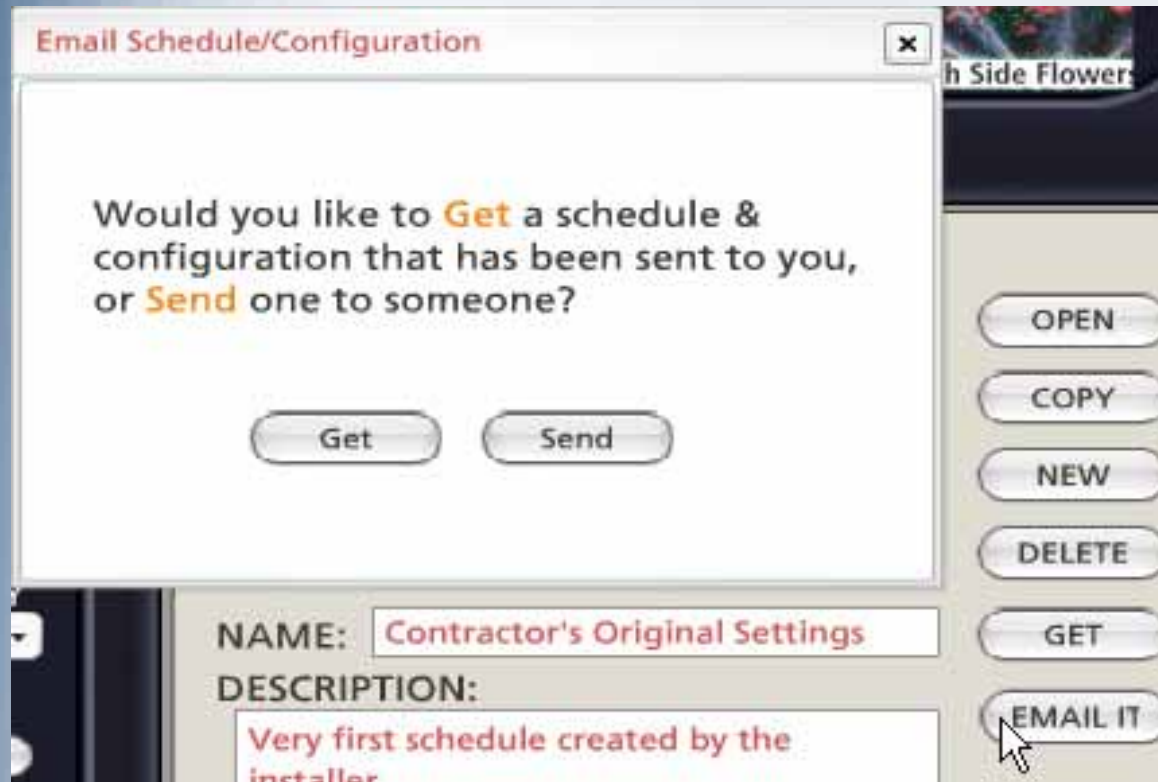 Email Schedule/Configuration
h Side Flowers
Would you like to Get a schedule &
configuration that has been sent to you,
or Send one to someone?
Get
Send
OPEN
COPY
NEW
DELETE
GET
EMAIL IT
NAME: Contractor's Original Settings
DESCRIPTION:
Very first schedule created by the
installer